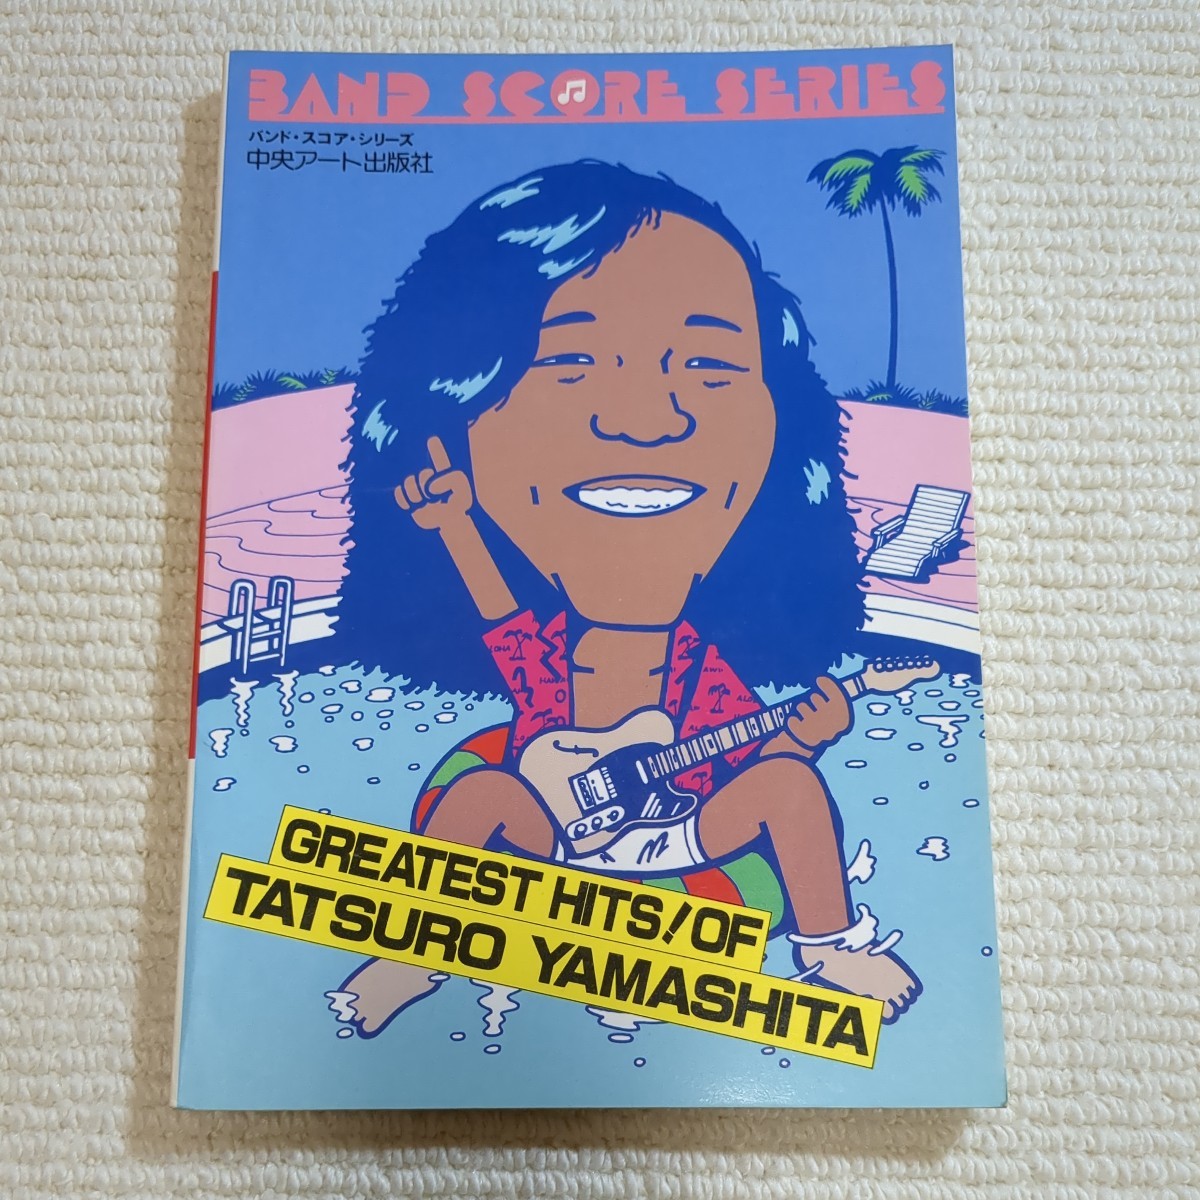 BAND SCORE SERIES
バンド・スコア・シリーズ
中央アート出版社
GREATEST HITS! OF
TATSURO YAMASHITA